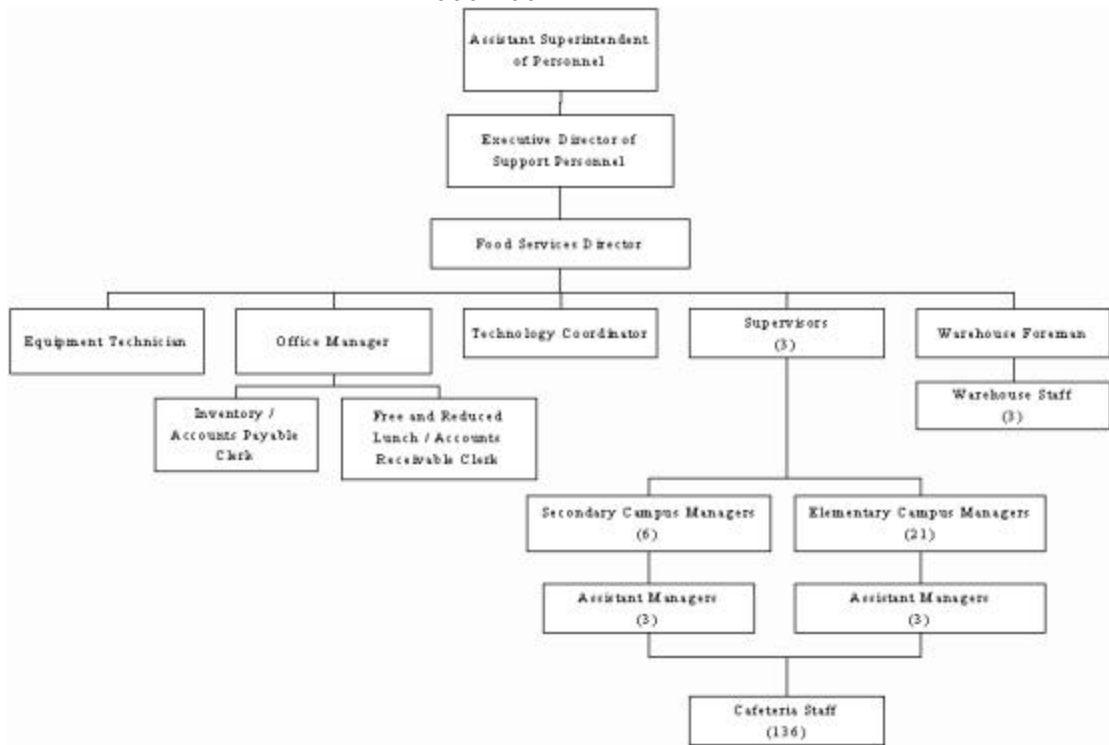 Assistant Superintendent
of Personnel
Executive Director of
Support Personnel
Food Services Director
Equipment Technician
Office Manager
Technology Coordinator
Supervisors
(3)
Warehouse Foreman
Inventory /
Accounts Payable
Clerk
Free and Reduced
Lunch / Accounts
Receivable Clerk
Warehouse Staff
(3)
Secondary Campus Managers
(6)
Elementary Campus Managers
(21)
Assistant Managers
(3)
Assistant Managers
(3)
Cafeteria Staff
(136)